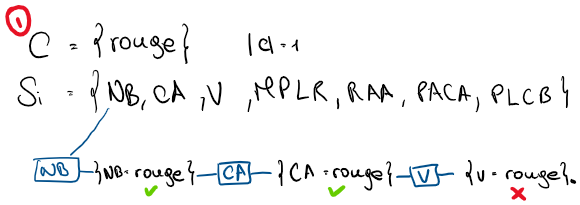 ①
C = {rouge} |C| = 1
Si = {NB, CA, V, MPLR, RAA, PACA, PLCB}
NB {NB = rouge} CA {CA = rouge} V {V = rouge}.